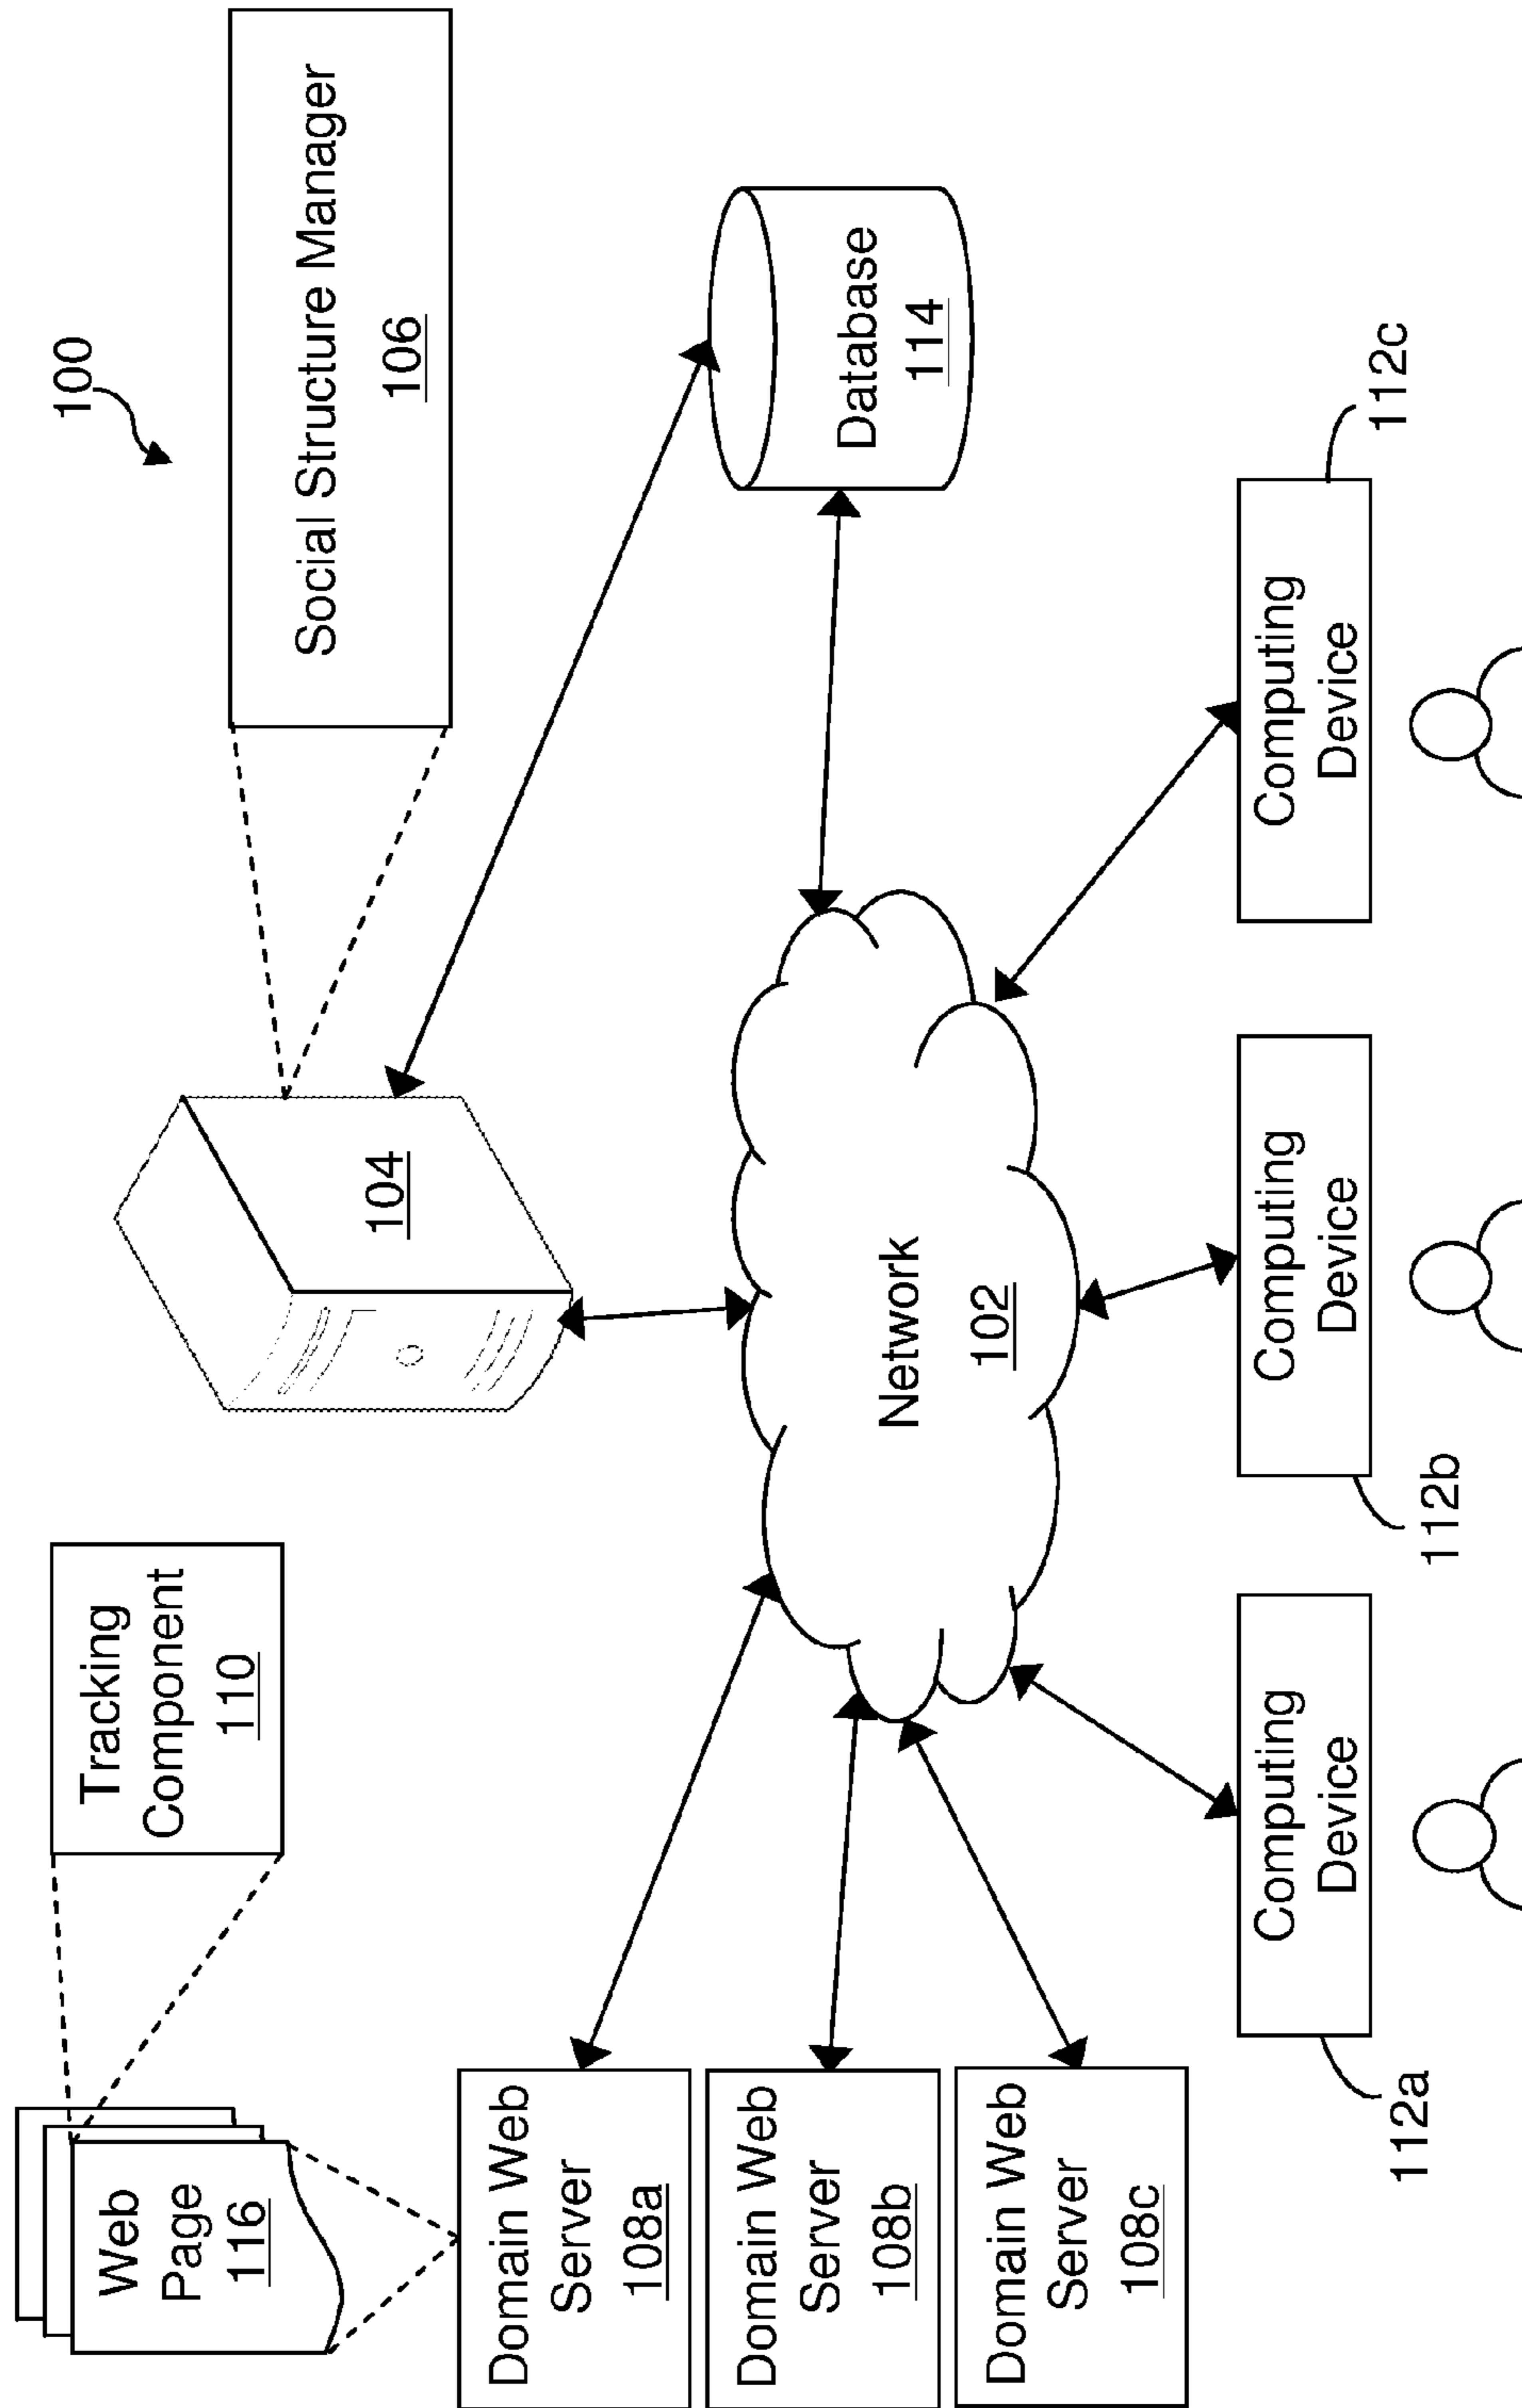 100
Web
Page
116
Tracking
Component
110
104
Social Structure Manager
106
Domain Web
Server
108a
Domain Web
Server
108b
Domain Web
Server
108c
Network
102
Database
114
Computing
Device
112a
Computing
Device
112b
Computing
Device
112c